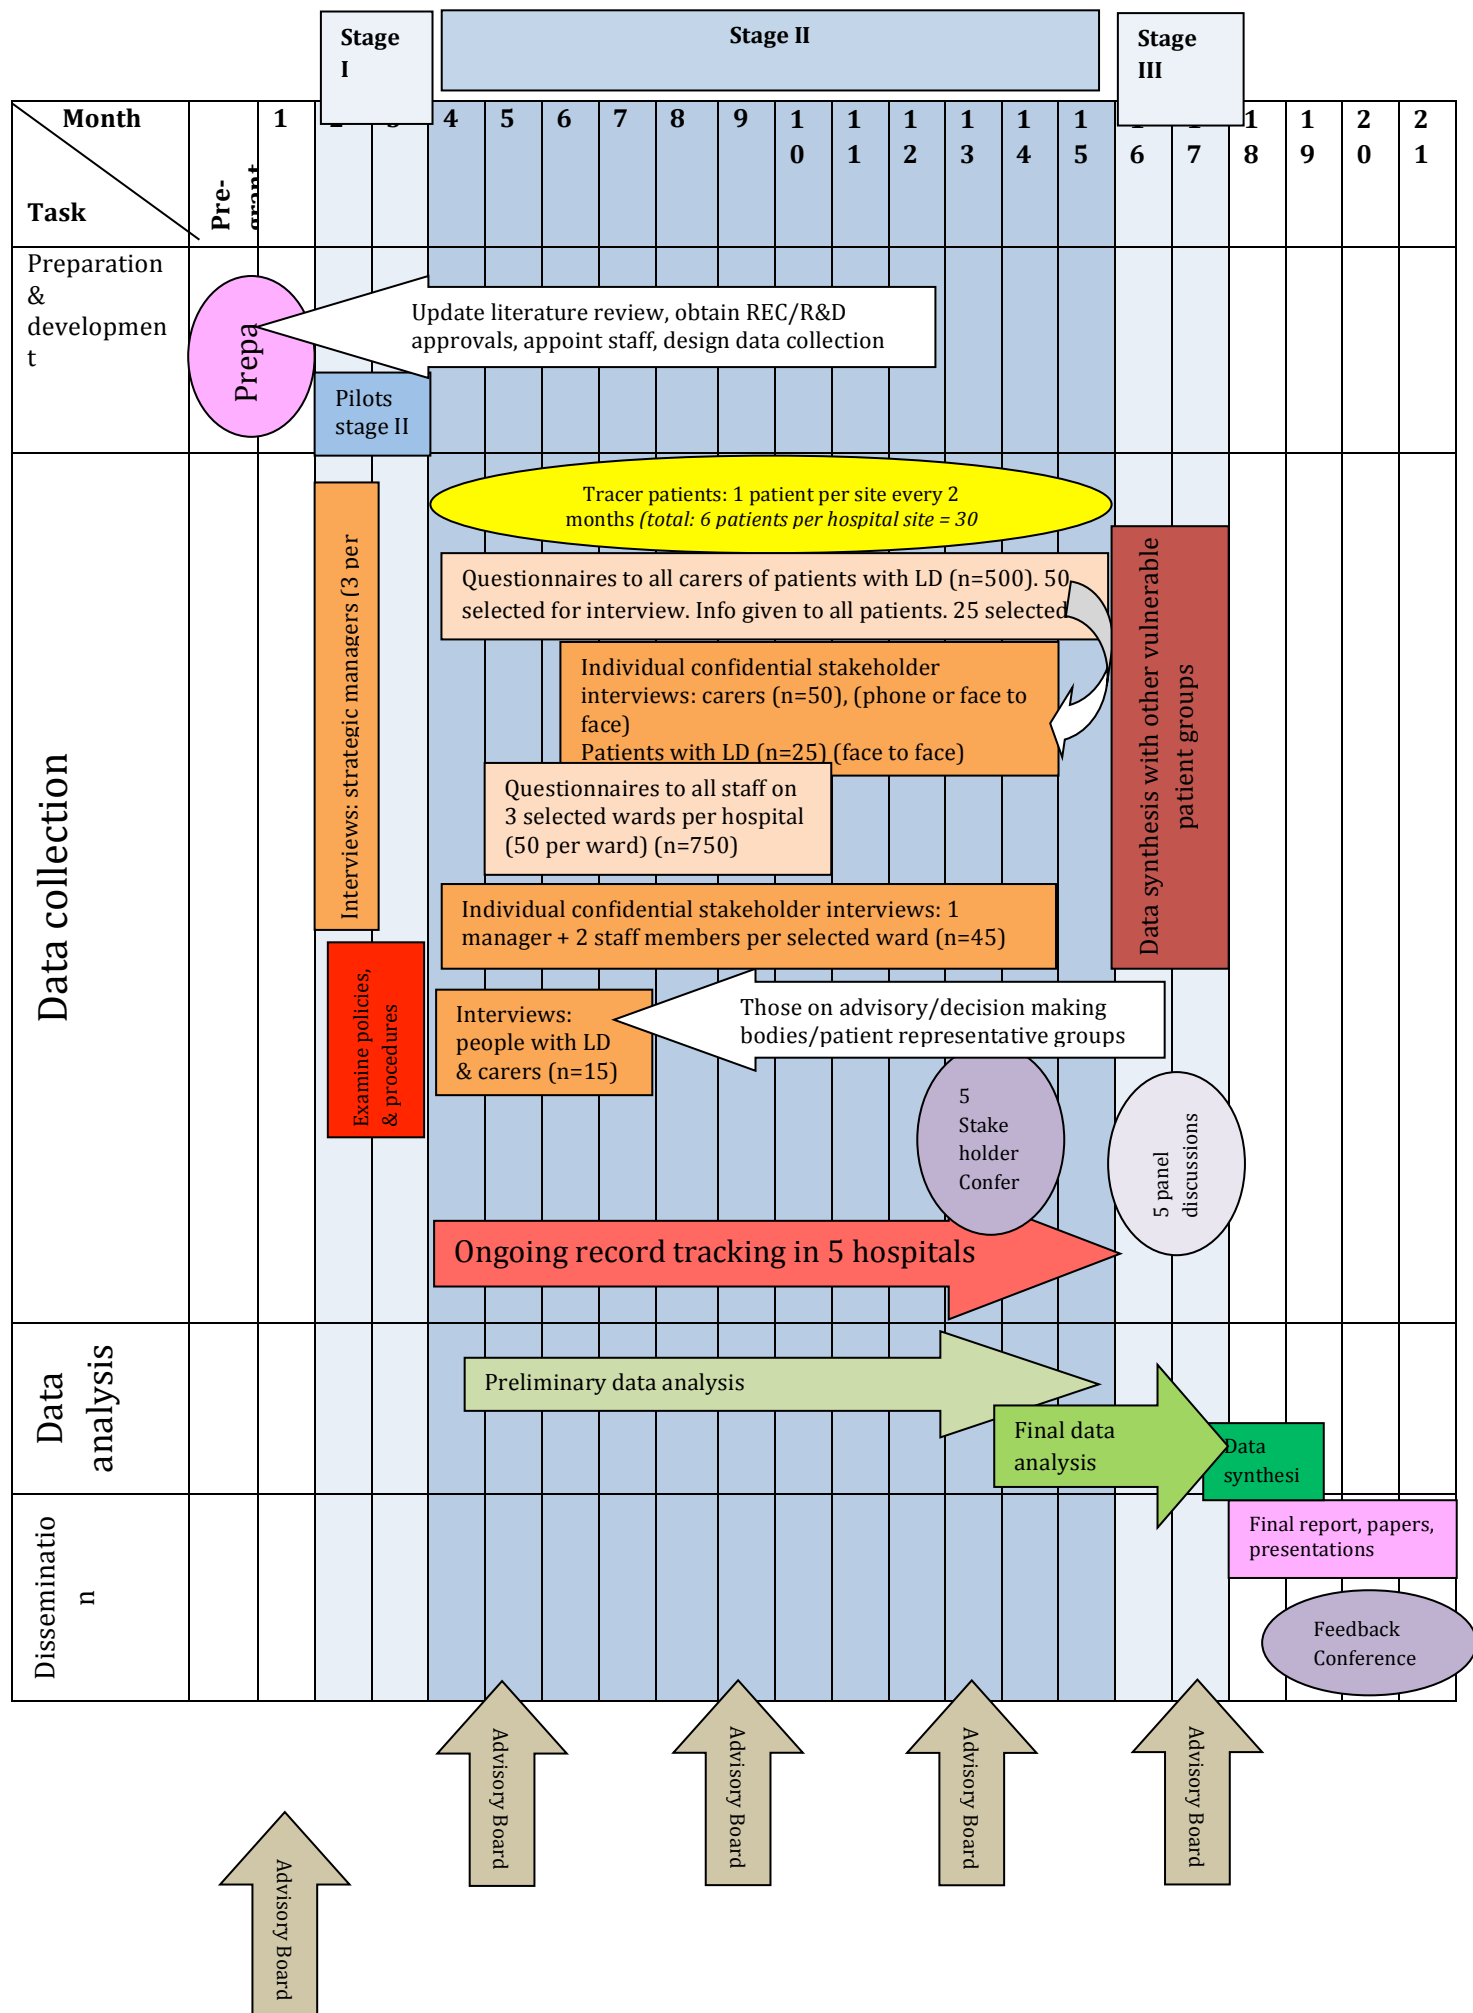 Stage
I
Stage II
Stage
III
Month
Task
Pre-
1
4
5
6
7
8
9
1
0
1
1
1
2
1
3
1
4
1
5
6
7
1
8
1
9
2
0
2
1
Preparation
&
developmen
t
Prepa
Update literature review, obtain REC/R&D
approvals, appoint staff, design data collection
Pilots
stage II
Data collection
Interviews: strategic managers (3 per
Examine policies,
& procedures
Tracer patients: 1 patient per site every 2
months (total: 6 patients per hospital site = 30
Questionnaires to all carers of patients with LD (n=500). 50
selected for interview. Info given to all patients. 25 selected
Individual confidential stakeholder
interviews: carers (n=50), (phone or face to
face)
Patients with LD (n=25) (face to face)
Questionnaires to all staff on
3 selected wards per hospital
(50 per ward) (n=750)
Individual confidential stakeholder interviews: 1
manager + 2 staff members per selected ward (n=45)
Interviews:
people with LD
& carers (n=15)
Those on advisory/decision making
bodies/patient representative groups
Data synthesis with other vulnerable
patient groups
5
Stake
holder
Confer
5 panel
discussions
Ongoing record tracking in 5 hospitals
Data
analysis
Preliminary data analysis
Final data
analysis
Data
synthesi
Disseminatio
n
Final report, papers,
presentations
Feedback
Conference
Advisory Board
Advisory Board
Advisory Board
Advisory Board
Advisory Board